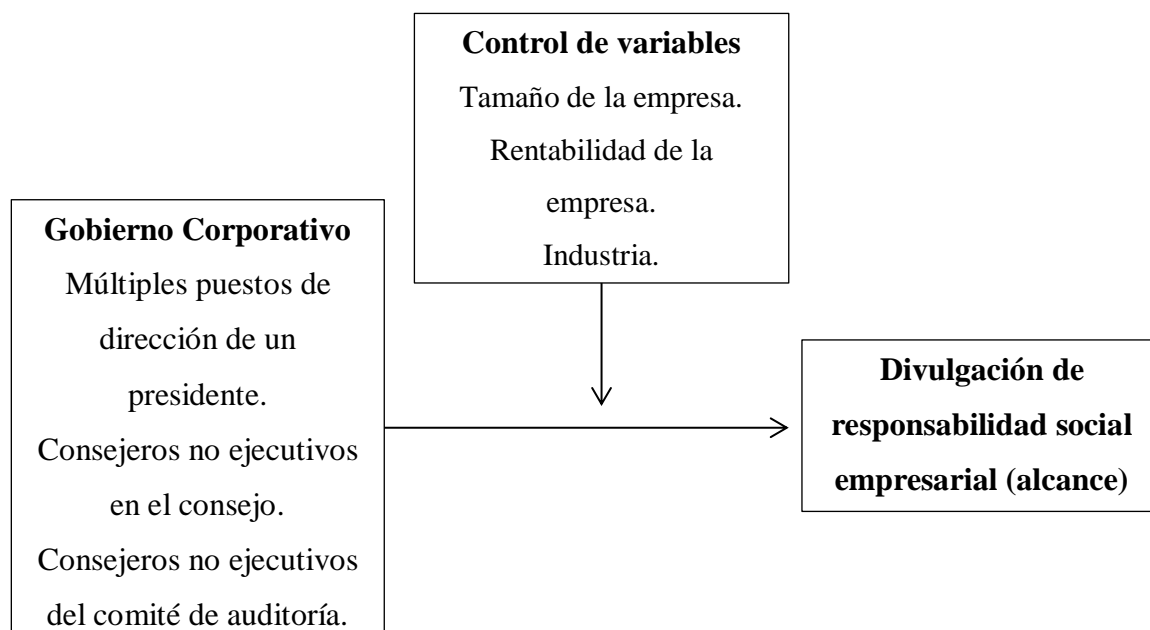 Control de variables
Tamaño de la empresa.
Rentabilidad de la
empresa.
Industria.
Gobierno Corporativo
Múltiples puestos de
dirección de un
presidente.
Consejeros no ejecutivos
en el consejo.
Consejeros no ejecutivos
del comité de auditoría.
Divulgación de
responsabilidad social
empresarial (alcance)